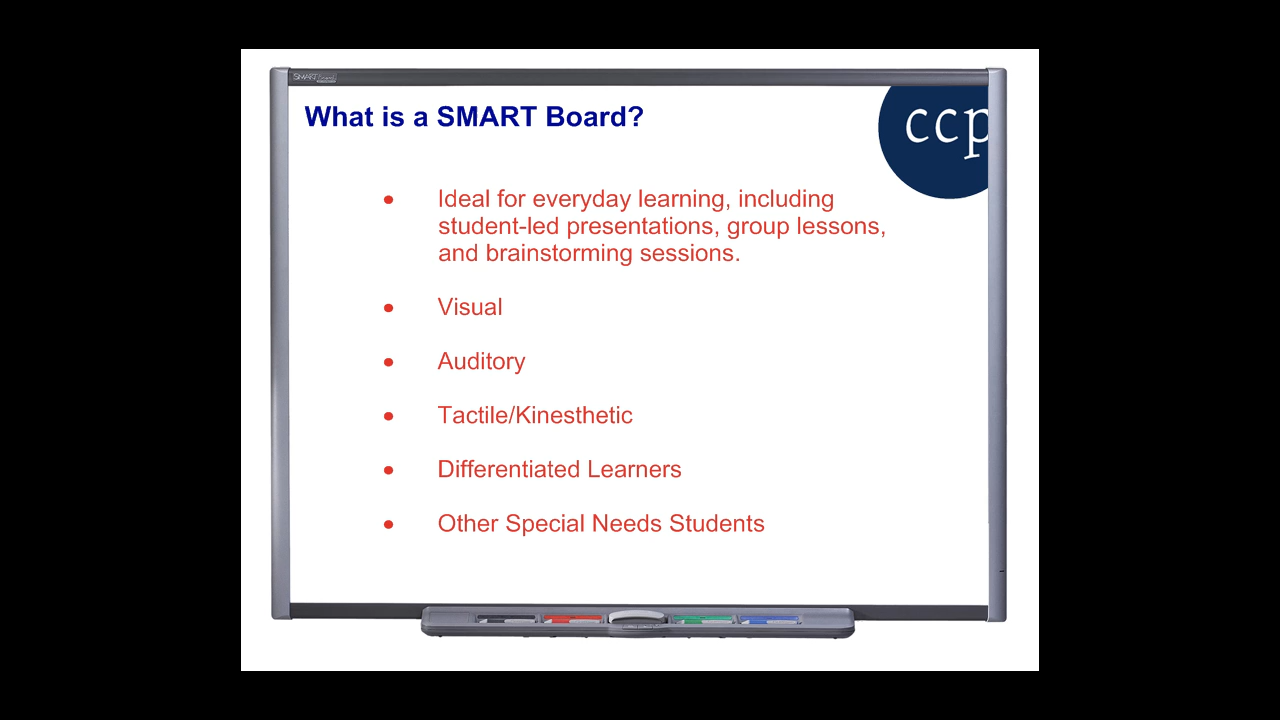 SMART
What is a SMART Board?
ccp
• Ideal for everyday learning, including
student-led presentations, group lessons,
and brainstorming sessions.
• Visual
• Auditory
• Tactile/Kinesthetic
• Differentiated Learners
• Other Special Needs Students